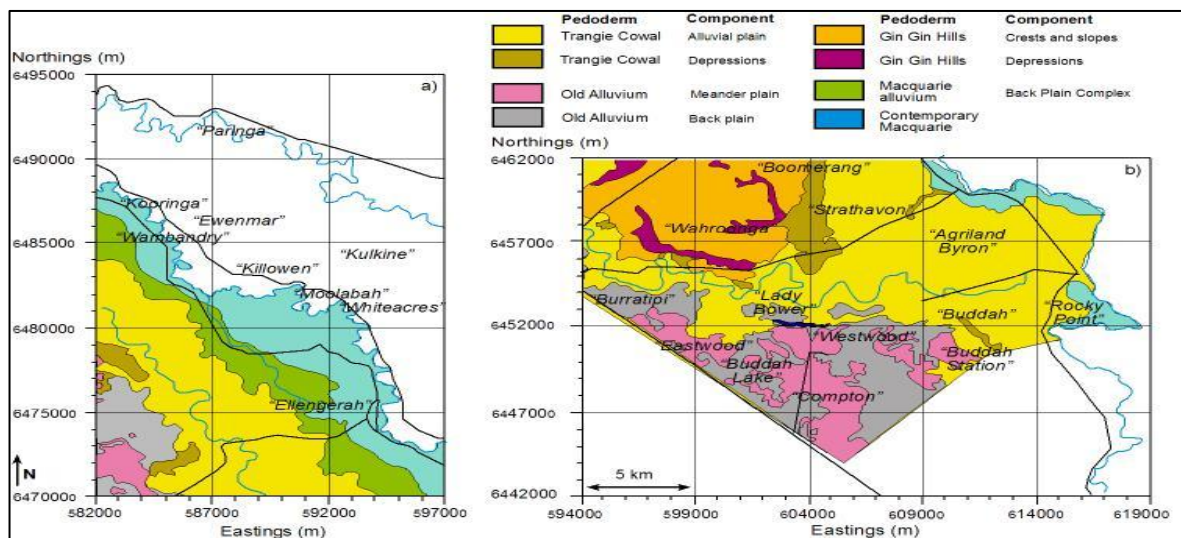 Pedoderm Component Pedoderm Component
Trangie Cowal Alluvial plain Gin Gin Hills Crests and slopes
Trangie Cowal Depressions Gin Gin Hills Depressions
Old Alluvium Meander plain Macquarie alluvium Back Plain Complex
Old Alluvium Back plain Contemporary Macquarie
Northings (m)
6495000
a)
"Paringa"
6490000
"Kooringa"
"Ewenmar"
"Wambandry"
6485000
"Kulkine"
"Killowen"
"Moolabah"
"Whiteacres"
6480000
6475000
"Ellengerah"
N
6470000
582000 587000 592000 597000
Eastings (m)
Northings (m)
6462000
b)
"Boomerang"
"Strathavon"
"Wahroonga
6457000
"Agriland
Byron"
"Burratipi"
"Lady
Bower"
"Buddah"
"Rocky
Point"
6452000
"Eastwood"
"Westwood"
"Buddah
Lake"
"Buddah
Station"
"Compton"
6447000
5 km
6442000
594000 599000 604000 609000 614000 619000
Eastings (m)